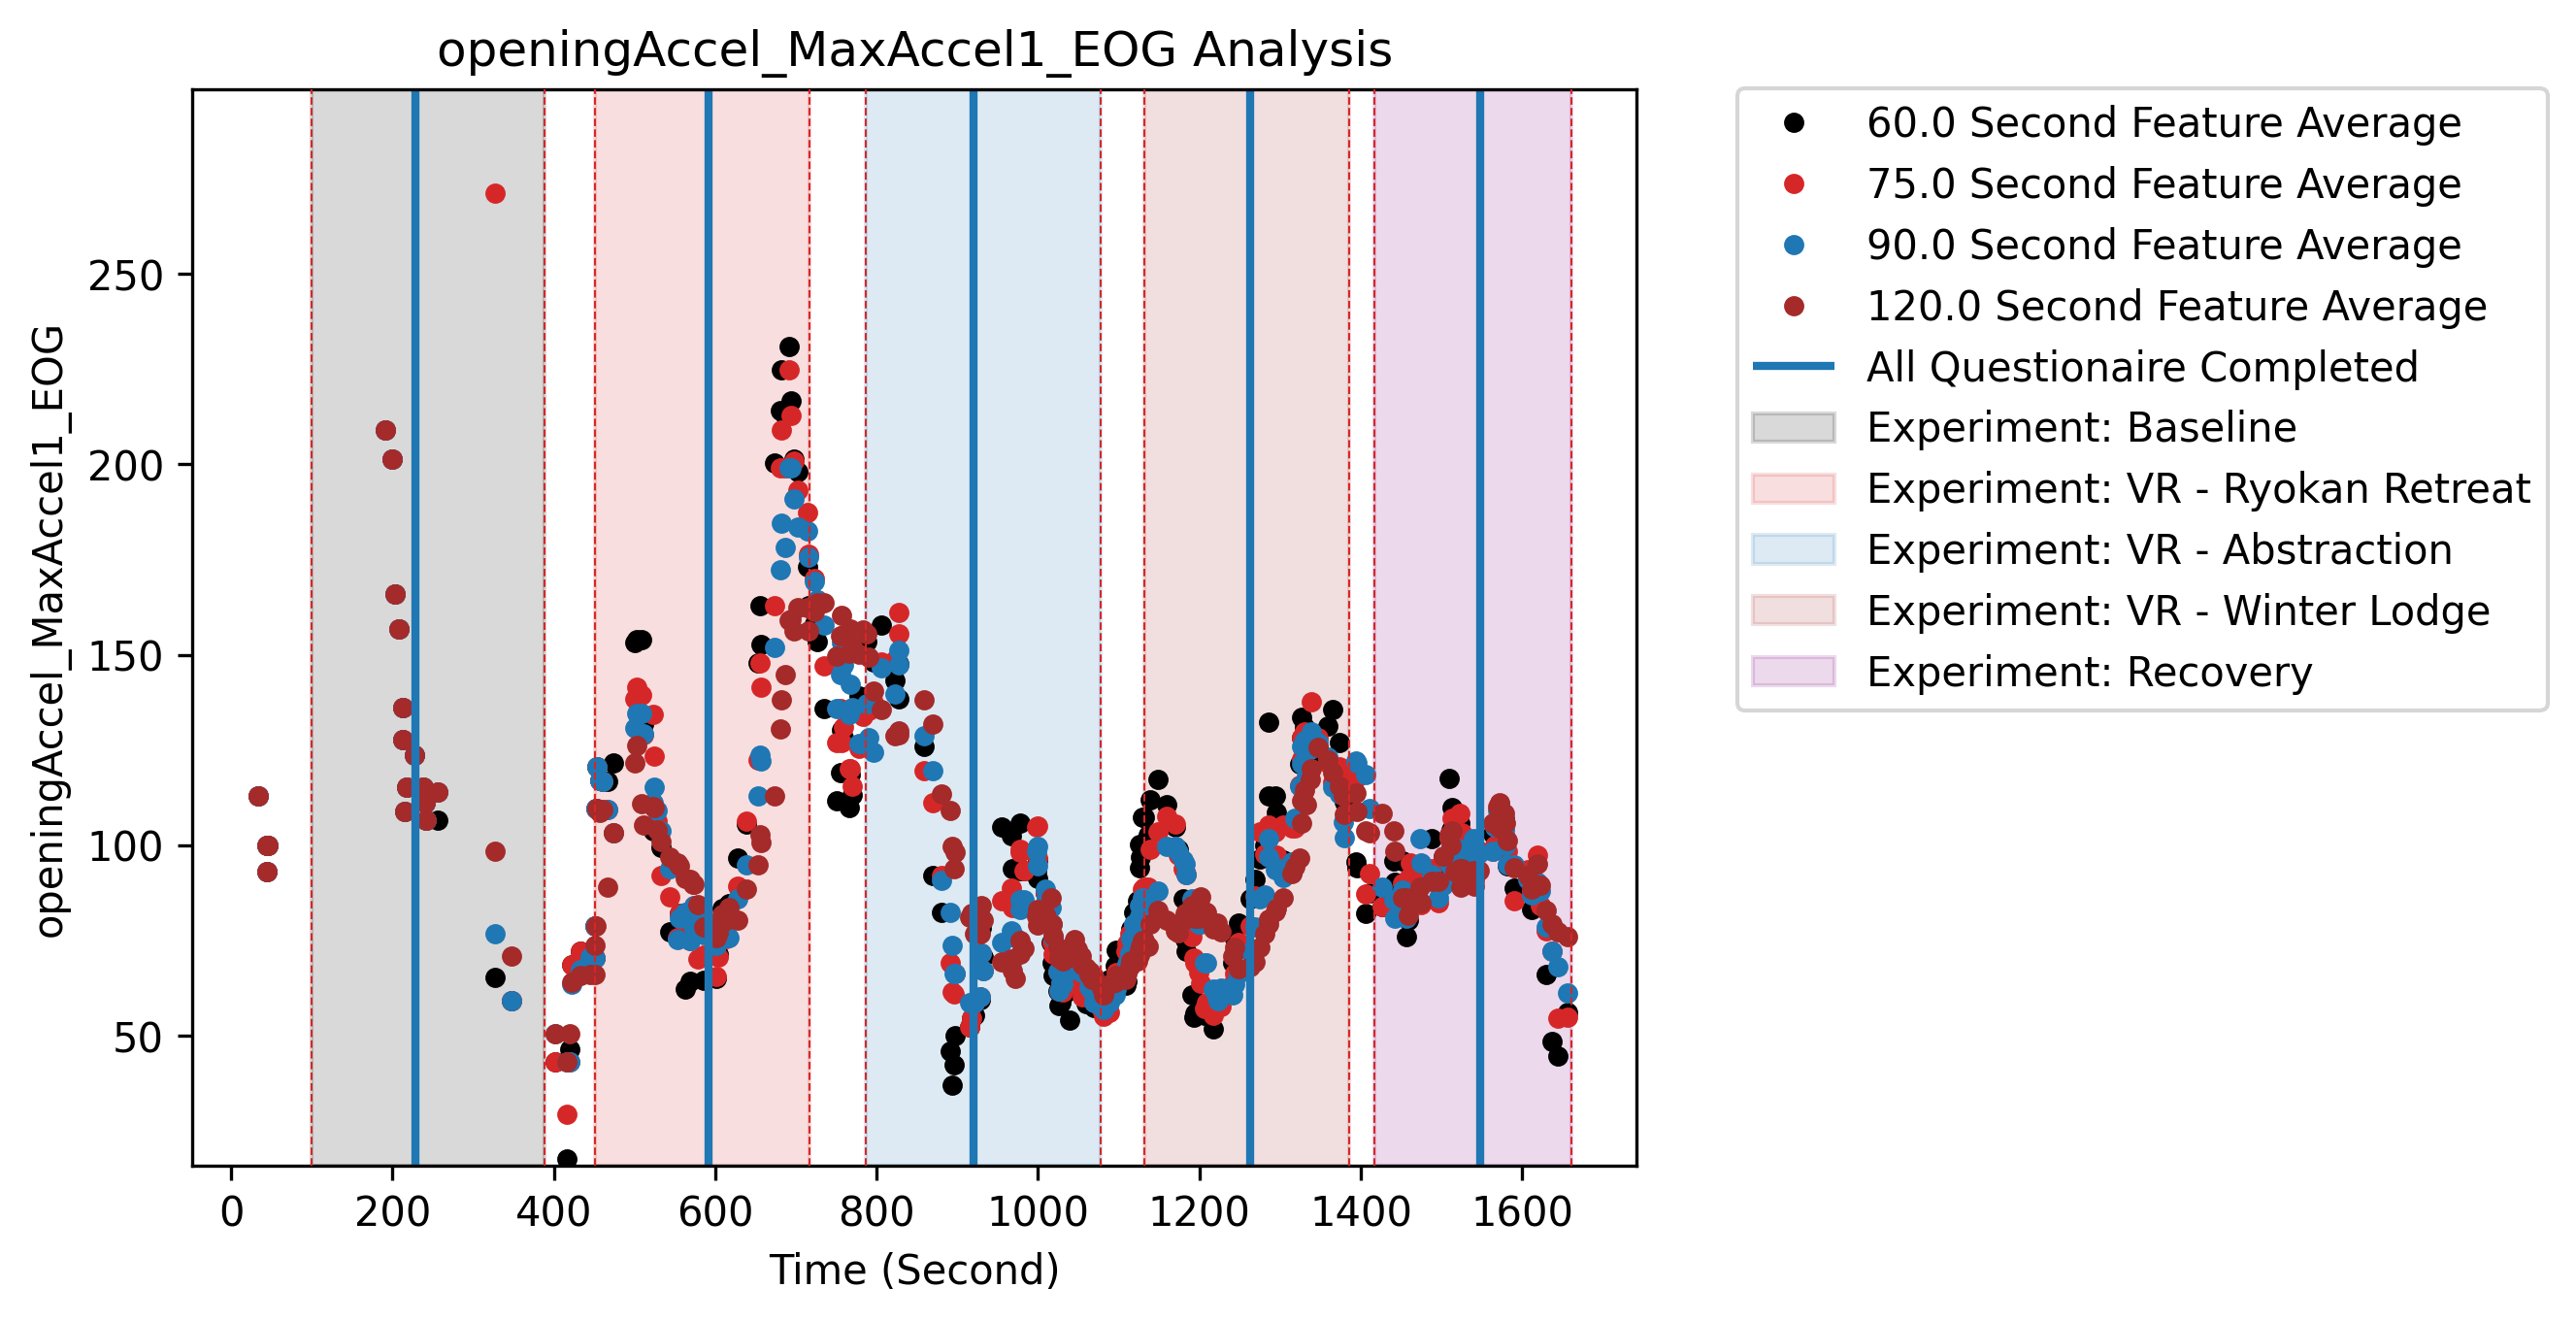 openingAccel_MaxAccel1_EOG Analysis
openingAccel_MaxAccel1_EOG
250
200
150
100
50
0 200 400 600 800 1000 1200 1400 1600
Time (Second)
60.0 Second Feature Average
75.0 Second Feature Average
90.0 Second Feature Average
120.0 Second Feature Average
All Questionaire Completed
Experiment: Baseline
Experiment: VR - Ryokan Retreat
Experiment: VR - Abstraction
Experiment: VR - Winter Lodge
Experiment: Recovery